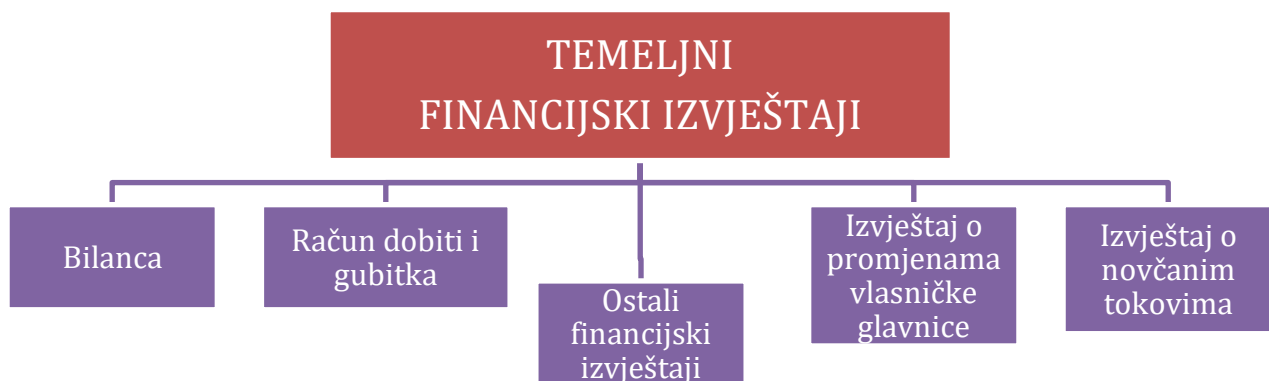 TEMELJNI
FINANCIJSKI IZVJEŠTAJI
Bilanca
Račun dobiti i
gubitka
Ostali
financijski
izvještaji
Izvještaj o
promjenama
vlasničke
glavnice
Izvještaj o
novčanim
tokovima